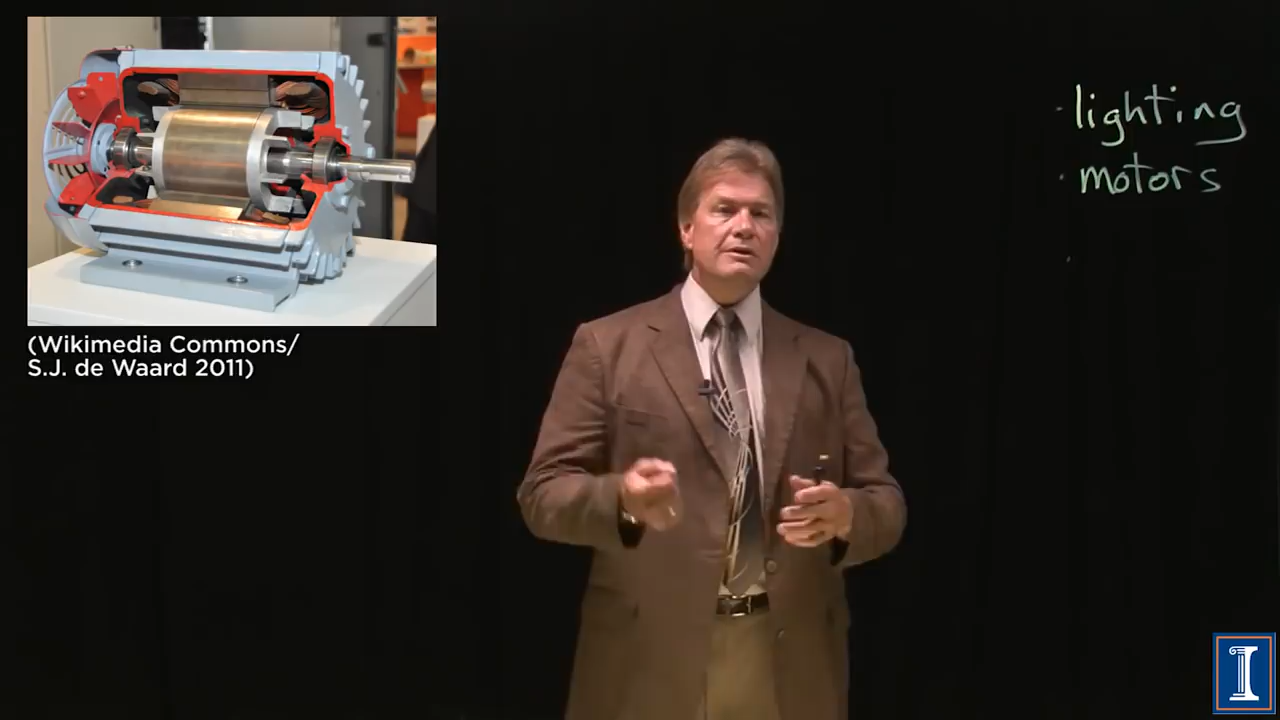 (Wikimedia Commons/
S.J. de Waard 2011)
· lighting
· motors
·
I